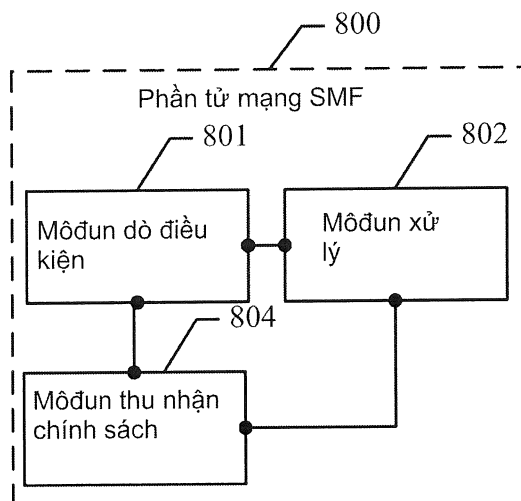 800
Phần tử mạng SMF
801
802
Môđun dò điều
kiện
Môđun xử
lý
804
Môđun thu nhận
chính sách